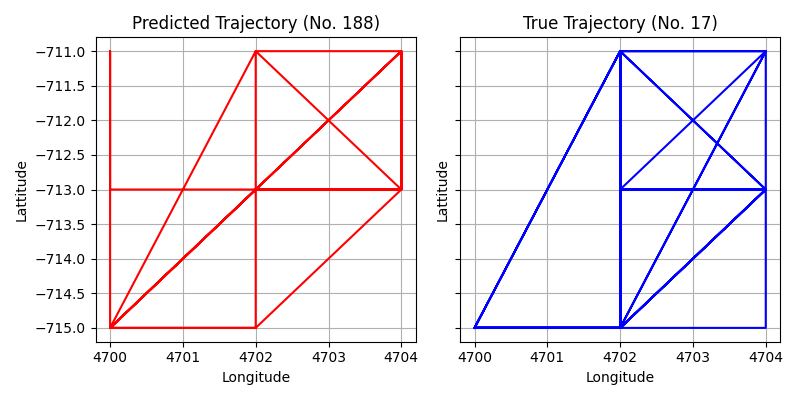 Predicted Trajectory (No. 188)
True Trajectory (No. 17)
−711.0
−711.5
−712.0
−712.5
−713.0
−713.5
−714.0
−714.5
−715.0
Lattitude
Lattitude
4700 4701 4702 4703 4704
4700 4701 4702 4703 4704
Longitude
Longitude